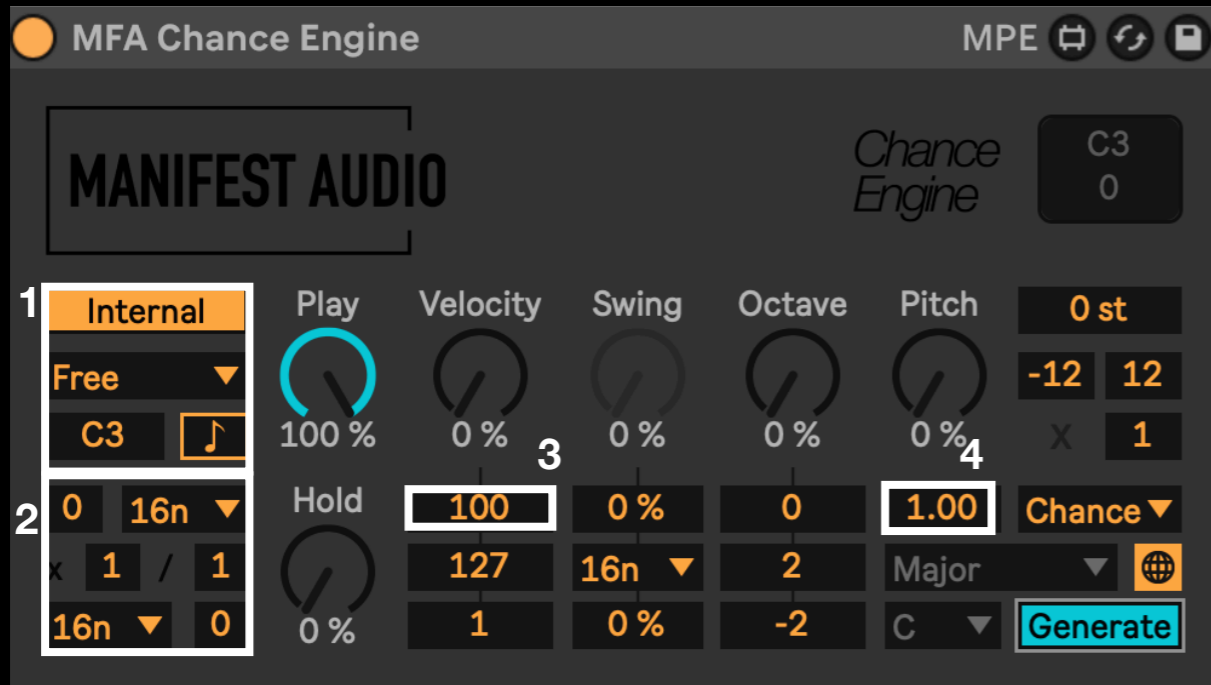 MFA Chance Engine MPE
MANIFEST AUDIO
Chance
Engine
C3
0
1
Internal
Free
C3
Play
100 %
Velocity
0 %
Swing
0 %
Octave
0 %
Pitch
0 %
0 st
-12 12
X 1
2
0 16n
x 1 / 1
16n 0
Hold
0 %
3
100
127
1
0 %
16n
0 %
0
2
-2
4
1.00 Chance
Major
C Generate